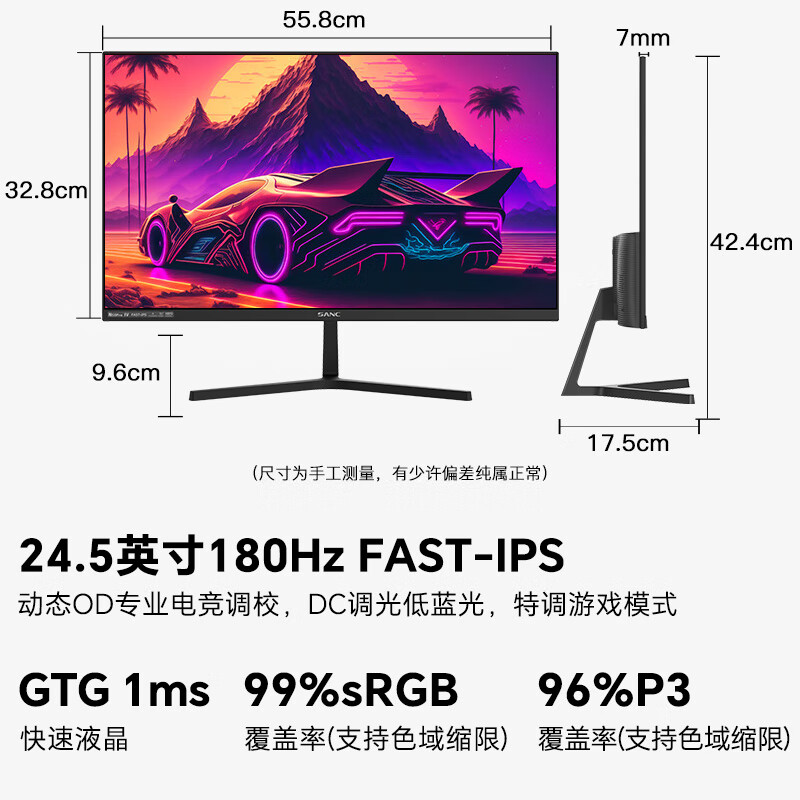 55.8cm
7mm
32.8cm
42.4cm
SANC
FAST-IPS
9.6cm
17.5cm
(尺寸为手工测量，有少许偏差纯属正常)
24.5英寸180Hz FAST-IPS
动态OD专业电竞调校，DC调光低蓝光，特调游戏模式
GTG 1ms 99%sRGB 96%P3
快速液晶 覆盖率(支持色域缩限) 覆盖率(支持色域缩限)